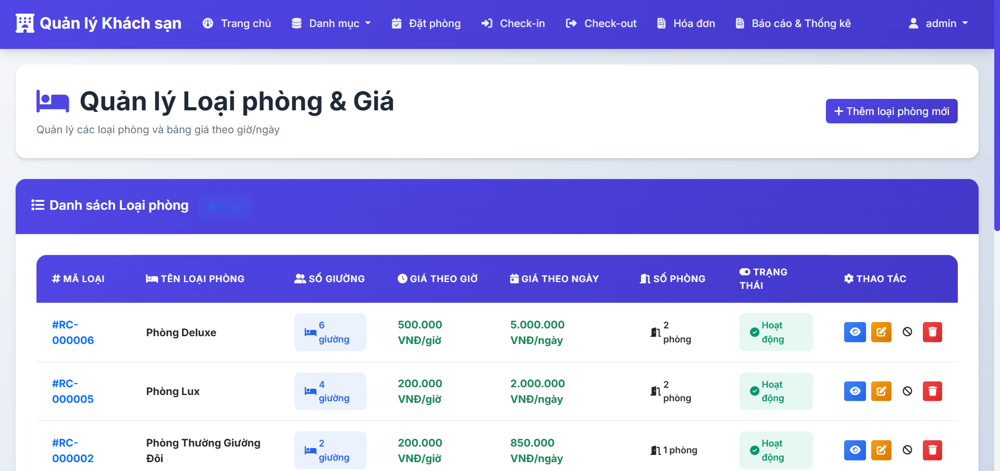 Quản lý Khách sạn Trang chủ Danh mục Đặt phòng Check-in Check-out Hóa đơn Báo cáo & Thống kê admin
Quản lý Loại phòng & Giá
Quản lý các loại phòng và bảng giá theo giờ/ngày
+ Thêm loại phòng mới
Danh sách Loại phòng # 6 loại
# MÃ LOẠI TÊN LOẠI PHÒNG SỐ GIƯỜNG GIÁ THEO GIỜ GIÁ THEO NGÀY SỐ PHÒNG TRẠNG THÁI THAO TÁC
#RC-000006 Phòng Deluxe 6 giường 500.000 VNĐ/giờ 5.000.000 VNĐ/ngày 2 phòng Hoạt động
#RC-000005 Phòng Lux 4 giường 200.000 VNĐ/giờ 2.000.000 VNĐ/ngày 2 phòng Hoạt động
#RC-000002 Phòng Thường Giường Đôi 2 giường 200.000 VNĐ/giờ 850.000 VNĐ/ngày 1 phòng Hoạt động